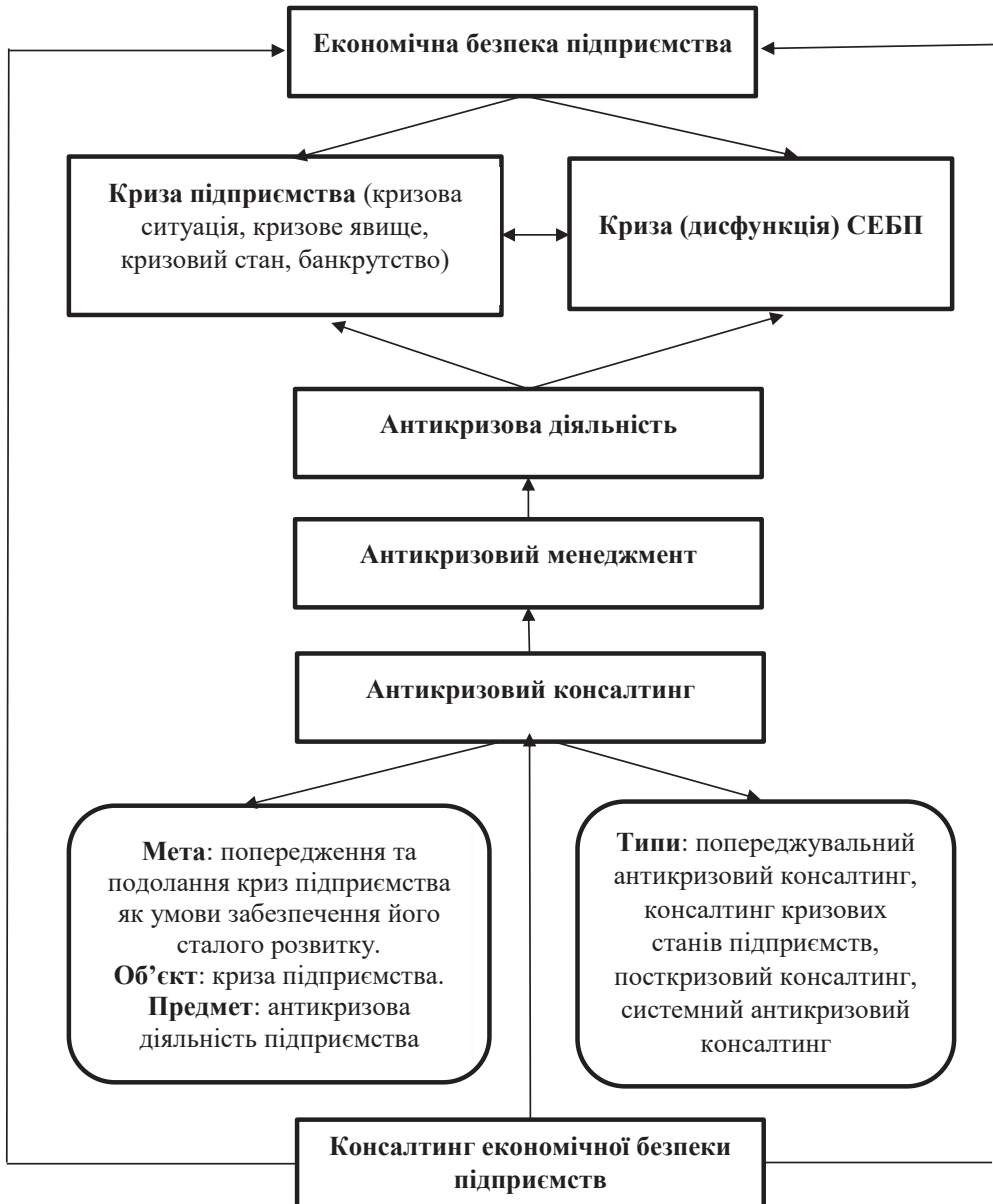 Економічна безпека підприємства
Криза підприємства (кризова
ситуація, кризове явище,
кризовий стан, банкрутство)
Криза (дисфункція) СЕБП
Антикризова діяльність
Антикризовий менеджмент
Антикризовий консалтинг
Мета: попередження та
подолання криз підприємства
як умови забезпечення його
сталого розвитку.
Об’єкт: криза підприємства.
Предмет: антикризова
діяльність підприємства
Типи: попереджувальний
антикризовий консалтинг,
консалтинг кризових
станів підприємств,
посткризовий консалтинг,
системний антикризовий
консалтинг
Консалтинг економічної безпеки
підприємств